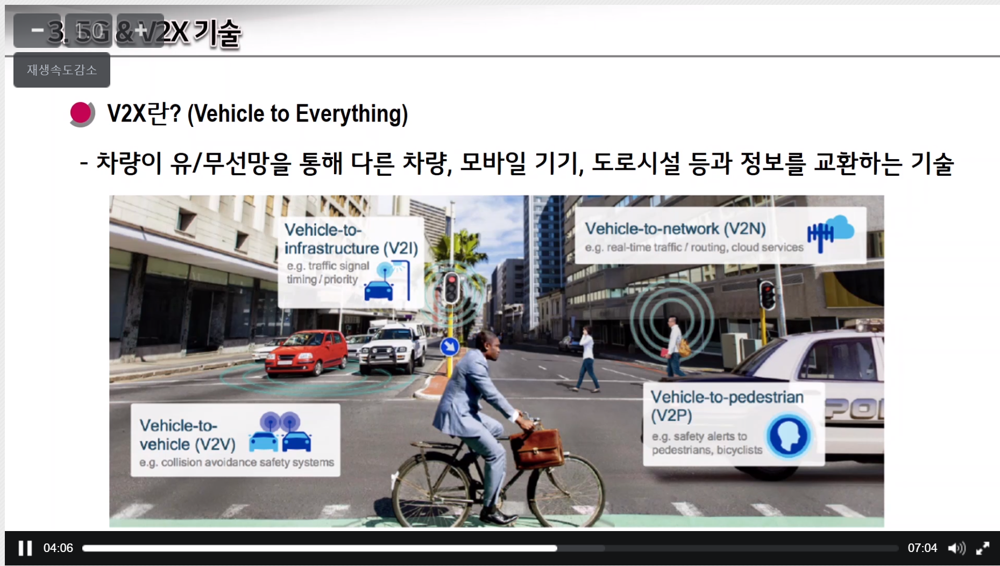 3. 5G & V2X 기술
− 1.0 +
재생속도감소
V2X란? (Vehicle to Everything)
- 차량이 유/무선망을 통해 다른 차량, 모바일 기기, 도로시설 등과 정보를 교환하는 기술
Vehicle-to-
infrastructure (V2I)
e.g. traffic signal
timing / priority
Vehicle-to-network (V2N)
e.g. real-time traffic / routing, cloud services
Vehicle-to-
vehicle (V2V)
e.g. collision avoidance safety systems
Vehicle-to-pedestrian
(V2P)
e.g. safety alerts to
pedestrians, bicyclists
POL
04:06
07:04